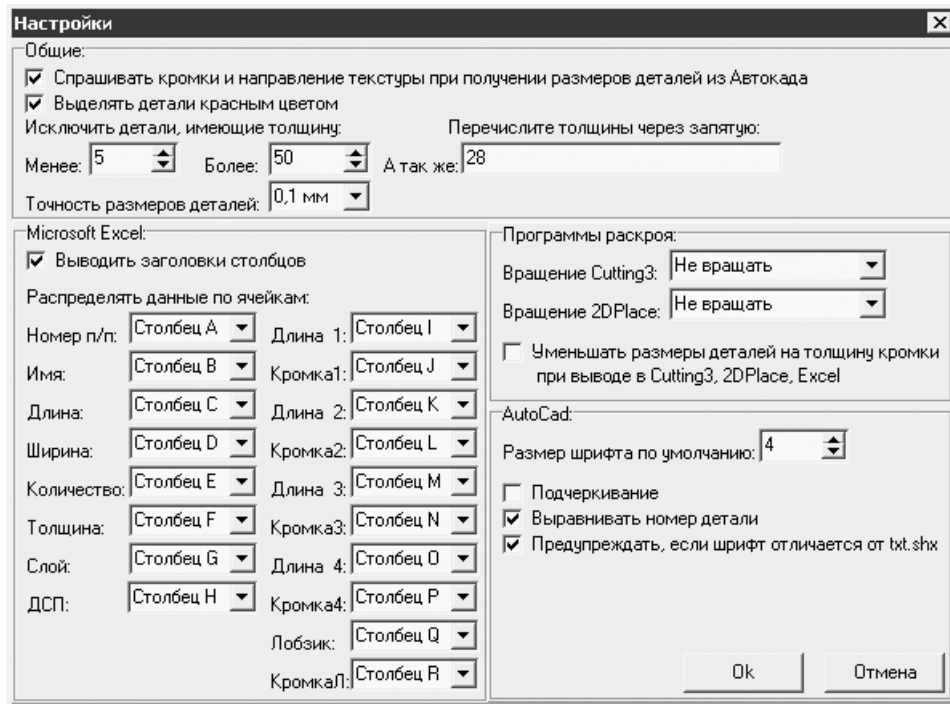 Настройки
Общие:
Спрашивать кромки и направление текстуры при получении размеров деталей из Автокада
Выделять детали красным цветом
Исключить детали, имеющие толщину: Перечислите толщины через запятую:
Менее: 5 Более: 50 А так же: 28
Точность размеров деталей: 0,1 мм
Microsoft Excel:
Выводить заголовки столбцов
Распределять данные по ячейкам:
Номер п/п: Столбец A Длина 1: Столбец I
Имя: Столбец B Кромка1: Столбец J
Длина: Столбец C Длина 2: Столбец K
Ширина: Столбец D Кромка2: Столбец L
Количество: Столбец E Длина 3: Столбец M
Толщина: Столбец F Кромка3: Столбец N
Слой: Столбец G Длина 4: Столбец O
ДСП: Столбец H Кромка4: Столбец P
Лобзик: Столбец Q
КромкаЛ: Столбец R
Программы раскроя:
Вращение Cutting3: Не вращать
Вращение 2DPlace: Не вращать
Уменьшать размеры деталей на толщину кромки
при выводе в Cutting3, 2DPlace, Excel
AutoCad:
Размер шрифта по умолчанию: 4
Подчеркивание
Выравнивать номер детали
Предупреждать, если шрифт отличается от txt.shx
Ok Отмена